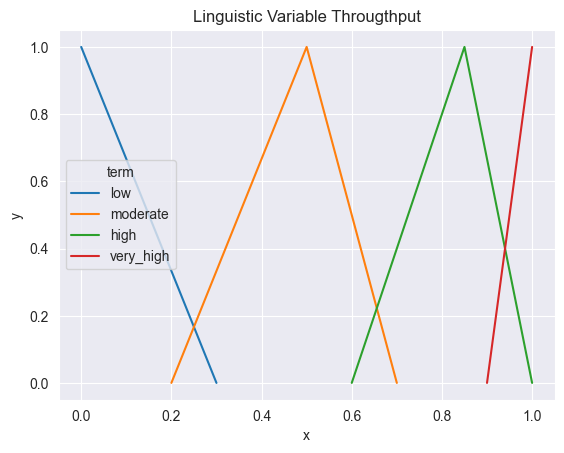 Linguistic Variable Througthput
y
1.0
0.8
0.6
0.4
0.2
0.0
term
low
moderate
high
very_high
0.0 0.2 0.4 0.6 0.8 1.0
x